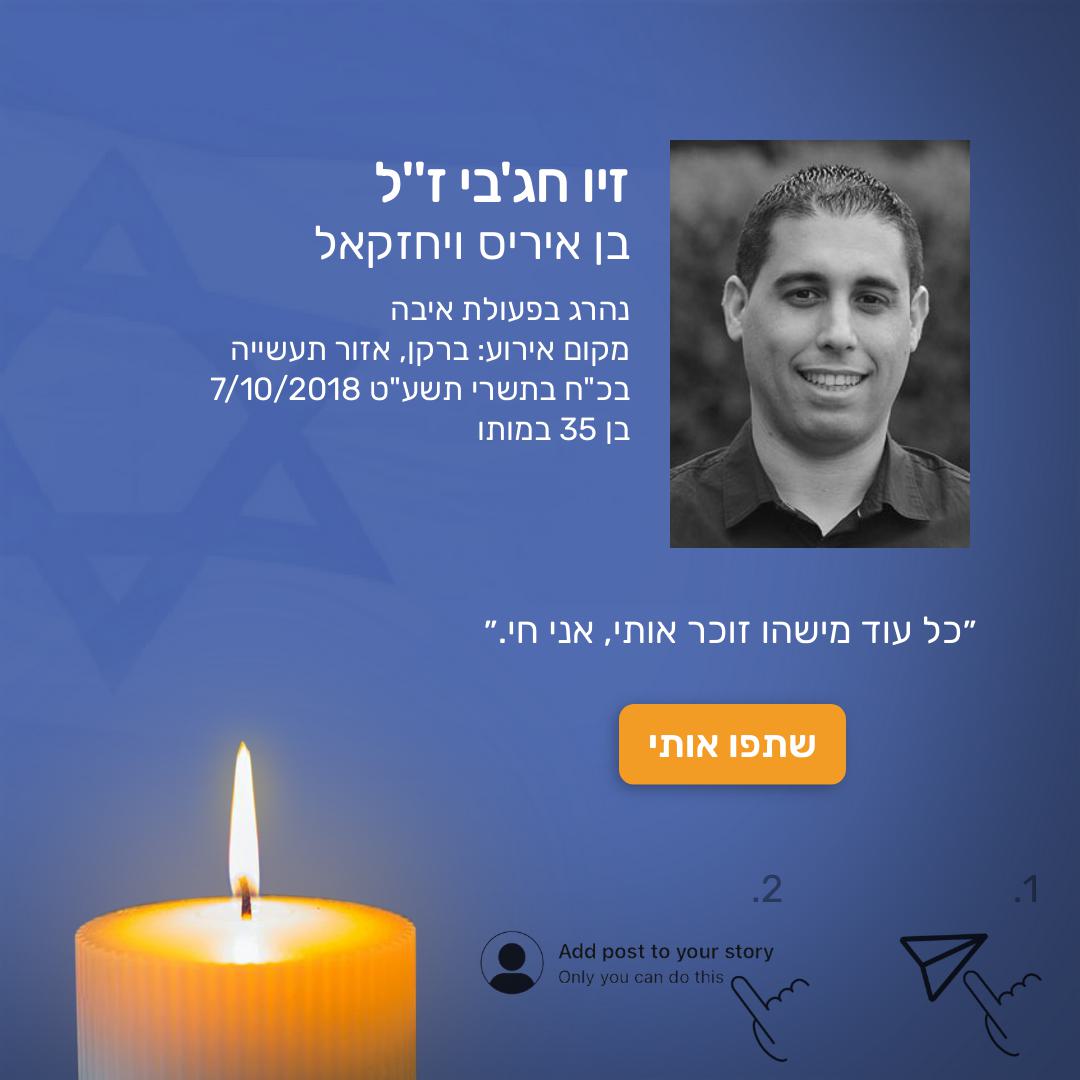 זיו חג'בי ז"ל
בן איריס ויחזקאל
נהרג בפעולת איבה
מקום אירוע: ברקן, אזור תעשייה
בכ"ח בתשרי תשע"ט 7/10/2018
בן 35 במותו
״כל עוד מישהו זוכר אותי, אני חי.״
שתפו אותי
1.
2.
Add post to your story
Only you can do this